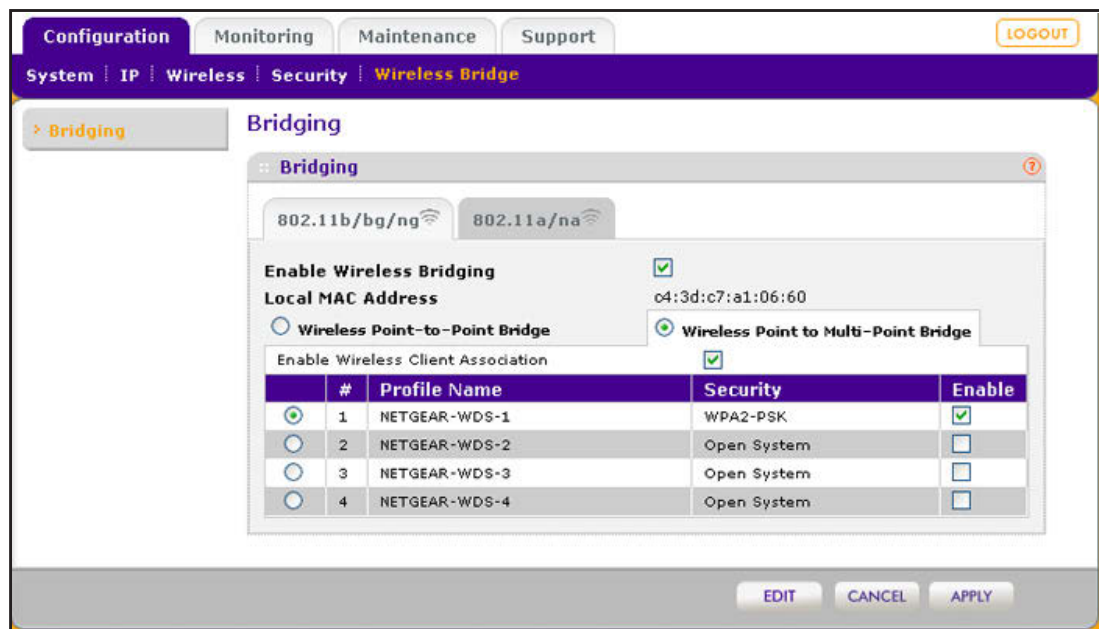 Configuration Monitoring Maintenance Support LOGOUT
System IP Wireless Security Wireless Bridge
Bridging
Bridging
Bridging
802.11b/bg/ng 802.11a/na
Enable Wireless Bridging
Local MAC Address c4:3d:c7:a1:06:60
Wireless Point-to-Point Bridge Wireless Point to Multi-Point Bridge
Enable Wireless Client Association
# Profile Name Security Enable
1 NETGEAR-WDS-1 WPA2-PSK
2 NETGEAR-WDS-2 Open System
3 NETGEAR-WDS-3 Open System
4 NETGEAR-WDS-4 Open System
EDIT CANCEL APPLY